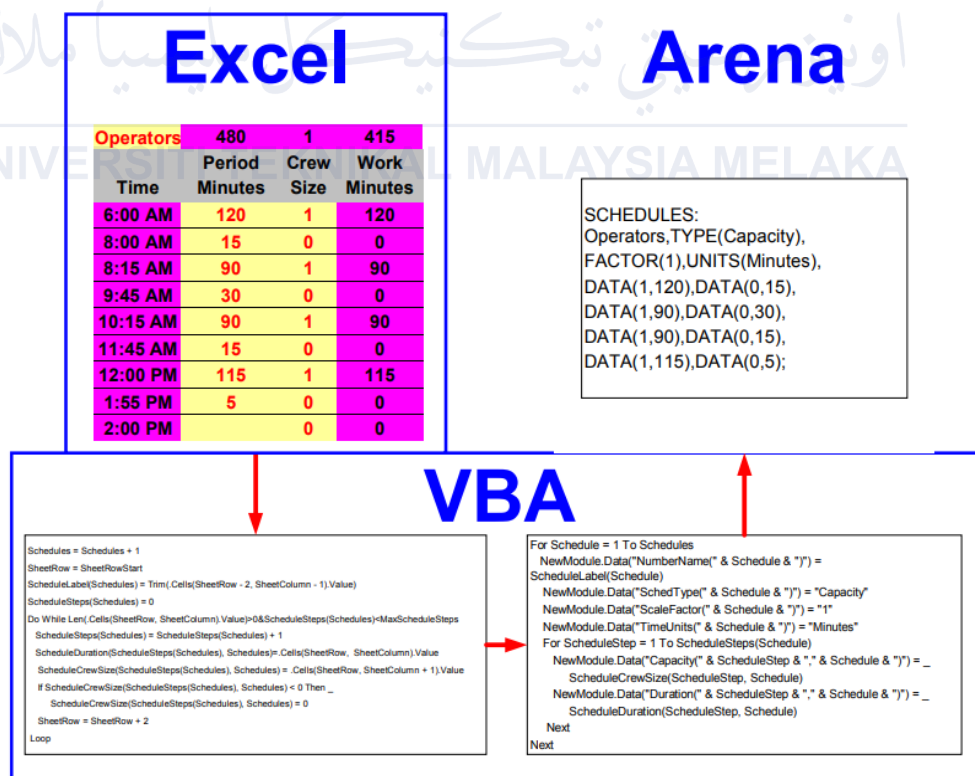 Excel
Arena
اونيۏرسيتي تيكنيكل مليسيا ملاك
UNIVERSITI TEKNIKAL MALAYSIA MELAKA
Operators 480 1 415
Time Period Minutes Crew Size Work Minutes
6:00 AM 120 1 120
8:00 AM 15 0 0
8:15 AM 90 1 90
9:45 AM 30 0 0
10:15 AM 90 1 90
11:45 AM 15 0 0
12:00 PM 115 1 115
1:55 PM 5 0 0
2:00 PM 0 0
SCHEDULES:
Operators,TYPE(Capacity),
FACTOR(1),UNITS(Minutes),
DATA(1,120),DATA(0,15),
DATA(1,90),DATA(0,30),
DATA(1,90),DATA(0,15),
DATA(1,115),DATA(0,5);
VBA
Schedules = Schedules + 1
SheetRow = SheetRowStart
ScheduleLabel(Schedules) = Trim(.Cells(SheetRow - 2, SheetColumn - 1).Value)
ScheduleSteps(Schedules) = 0
Do While Len(.Cells(SheetRow, SheetColumn).Value)>0&ScheduleSteps(Schedules)<MaxScheduleSteps
ScheduleSteps(Schedules) = ScheduleSteps(Schedules) + 1
ScheduleDuration(ScheduleSteps(Schedules), Schedules)=.Cells(SheetRow, SheetColumn).Value
ScheduleCrewSize(ScheduleSteps(Schedules), Schedules) = .Cells(SheetRow, SheetColumn + 1).Value
If ScheduleCrewSize(ScheduleSteps(Schedules), Schedules) < 0 Then _
ScheduleCrewSize(ScheduleSteps(Schedules), Schedules) = 0
SheetRow = SheetRow + 2
Loop
For Schedule = 1 To Schedules
NewModule.Data("NumberName(" & Schedule & ")") =
ScheduleLabel(Schedule)
NewModule.Data("SchedType(" & Schedule & ")") = "Capacity"
NewModule.Data("ScaleFactor(" & Schedule & ")") = "1"
NewModule.Data("TimeUnits(" & Schedule & ")") = "Minutes"
For ScheduleStep = 1 To ScheduleSteps(Schedule)
NewModule.Data("Capacity(" & ScheduleStep & "," & Schedule & ")") = _
ScheduleCrewSize(ScheduleStep, Schedule)
NewModule.Data("Duration(" & ScheduleStep & "," & Schedule & ")") = _
ScheduleDuration(ScheduleStep, Schedule)
Next
Next